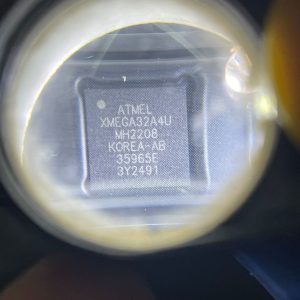 ATMEL
XMEGA32A4U
MH2208
KOREA-AB
35965E
3Y2491